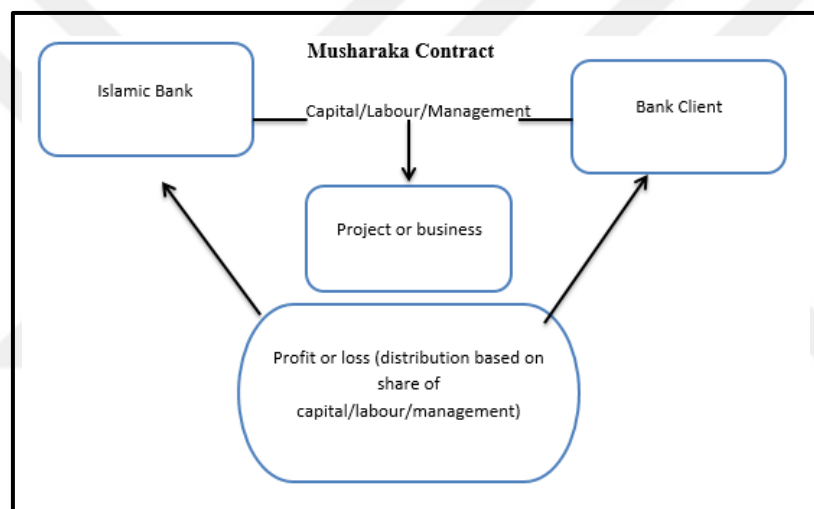 Musharaka Contract
Islamic Bank
Capital/Labour/Management
Bank Client
Project or business
Profit or loss (distribution based on
share of
capital/labour/management)